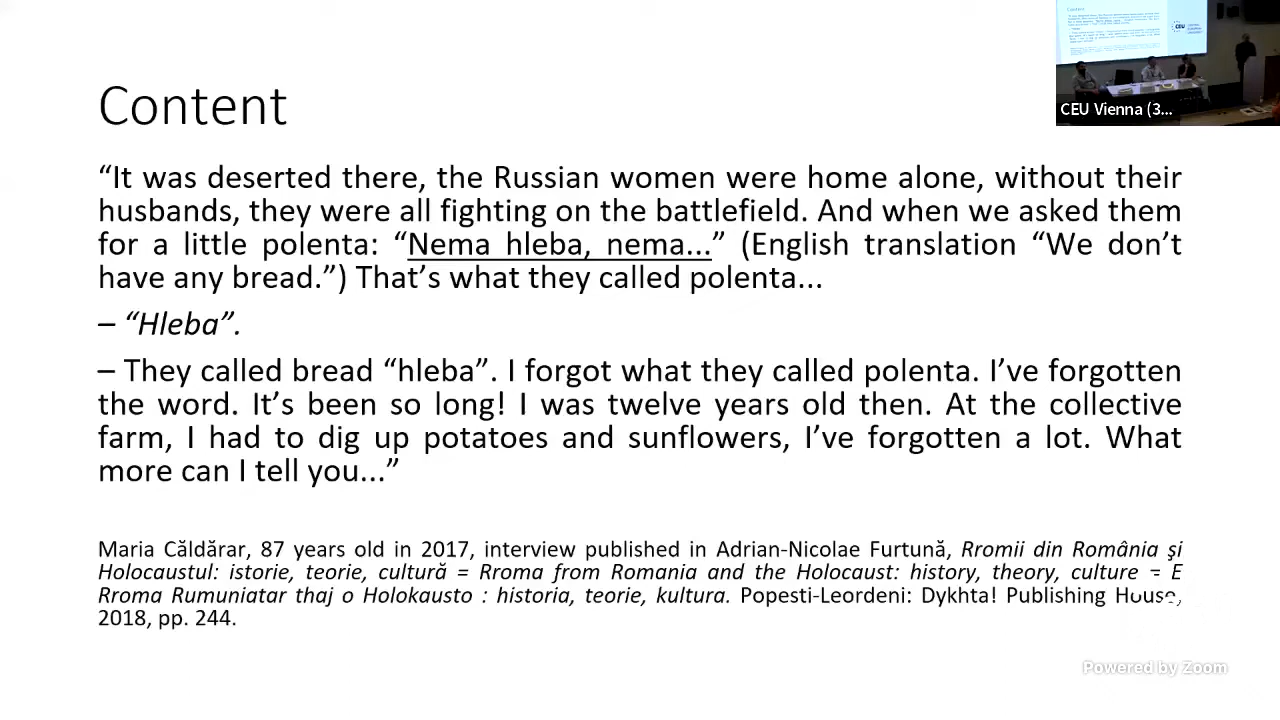 Content
“It was deserted there, the Russian women were home alone, without their
husbands, they were all fighting on the battlefield. And when we asked them
for a little polenta: “Nema hleba, nema...” (English translation “We don’t
have any bread.”) That’s what they called polenta...
– “Hleba”.
– They called bread “hleba”. I forgot what they called polenta. I’ve forgotten
the word. It’s been so long! I was twelve years old then. At the collective
farm, I had to dig up potatoes and sunflowers, I’ve forgotten a lot. What
more can I tell you...”
Maria Căldărar, 87 years old in 2017, interview published in Adrian-Nicolae Furtună, Rromii din România şi
Holocaustul: istorie, teorie, cultură = Rroma from Romania and the Holocaust: history, theory, culture = E
Rroma Rumuniatar thaj o Holokausto : historia, teorie, kultura. Popesti-Leordeni: Dykhta! Publishing House,
2018, pp. 244.
CEU
CEU Vienna (3...
Powered by Zoom